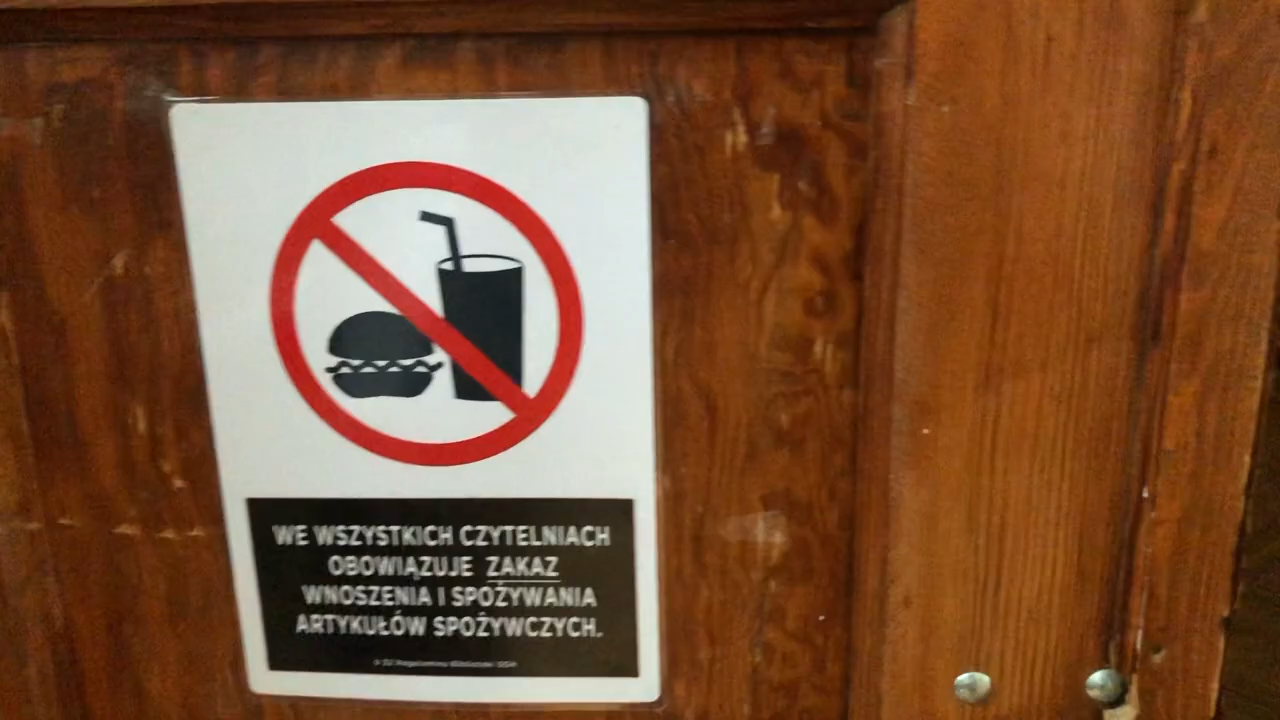 WE WSZYSTKICH CZYTELNIACH
OBOWIĄZUJE ZAKAZ
WNOSZENIA I SPOŻYWANIA
ARTYKUŁÓW SPOŻYWCZYCH.